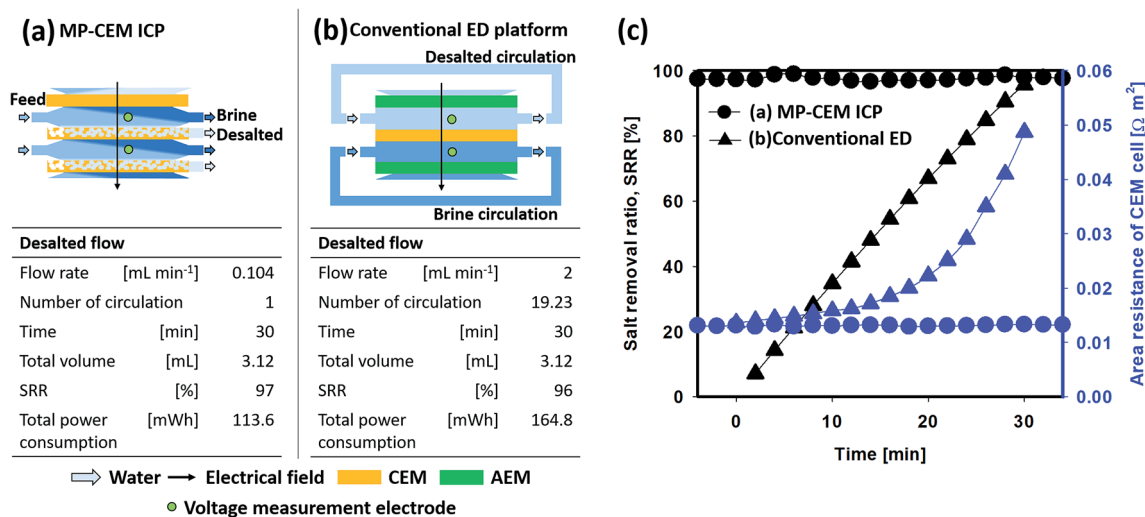 (a) MP-CEM ICP
Feed
Brine
Desalted
Desalted flow
Flow rate [mL min⁻¹] 0.104
Number of circulation 1
Time [min] 30
Total volume [mL] 3.12
SRR [%] 97
Total power [mWh] 113.6
consumption
(b) Conventional ED platform
Desalted circulation
Brine circulation
Desalted flow
Flow rate [mL min⁻¹] 2
Number of circulation 19.23
Time [min] 30
Total volume [mL] 3.12
SRR [%] 96
Total power [mWh] 164.8
consumption
Water Electrical field CEM AEM
Voltage measurement electrode
(c)
Salt removal ratio, SRR [%]
100
80
60
40
20
0
(a) MP-CEM ICP
(b)Conventional ED
0 10 20 30
Time [min]
0.06
0.05
0.04
0.03
0.02
0.01
0.00
Area resistance of CEM cell [Ω m²]